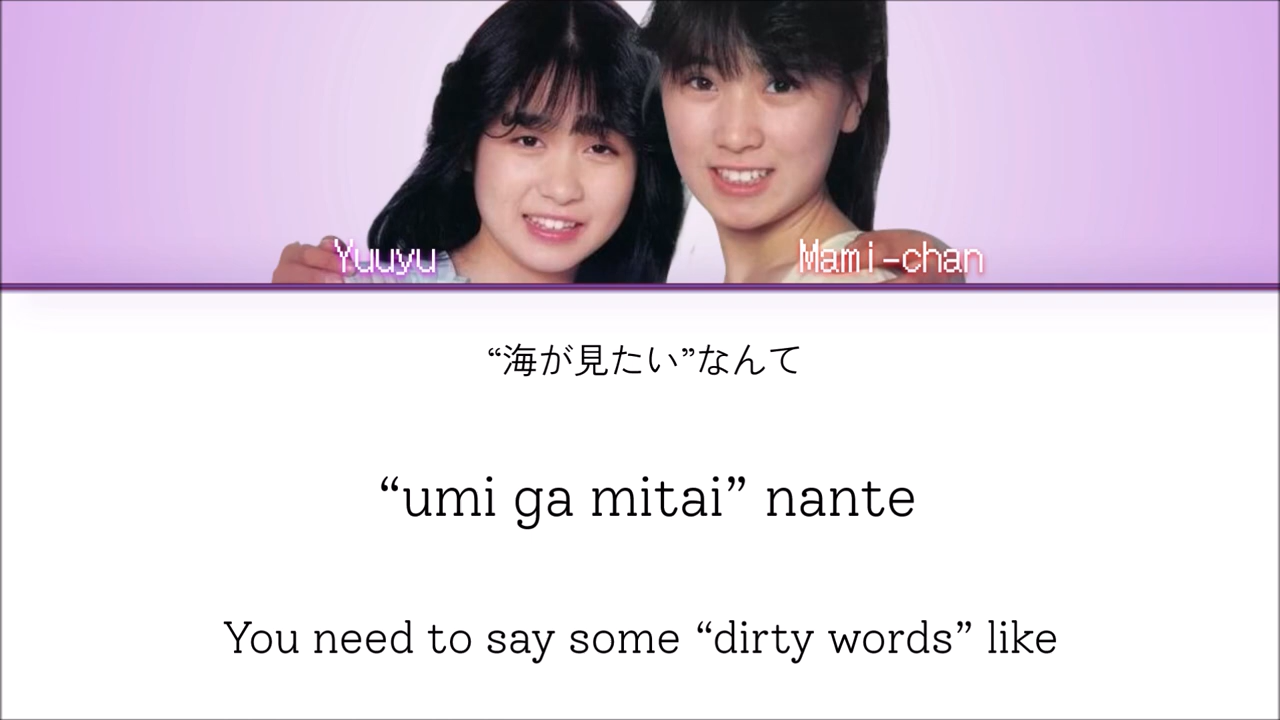 Yuuyu
Mami-chan
“海が見たい”なんて
“umi ga mitai” nante
You need to say some “dirty words” like